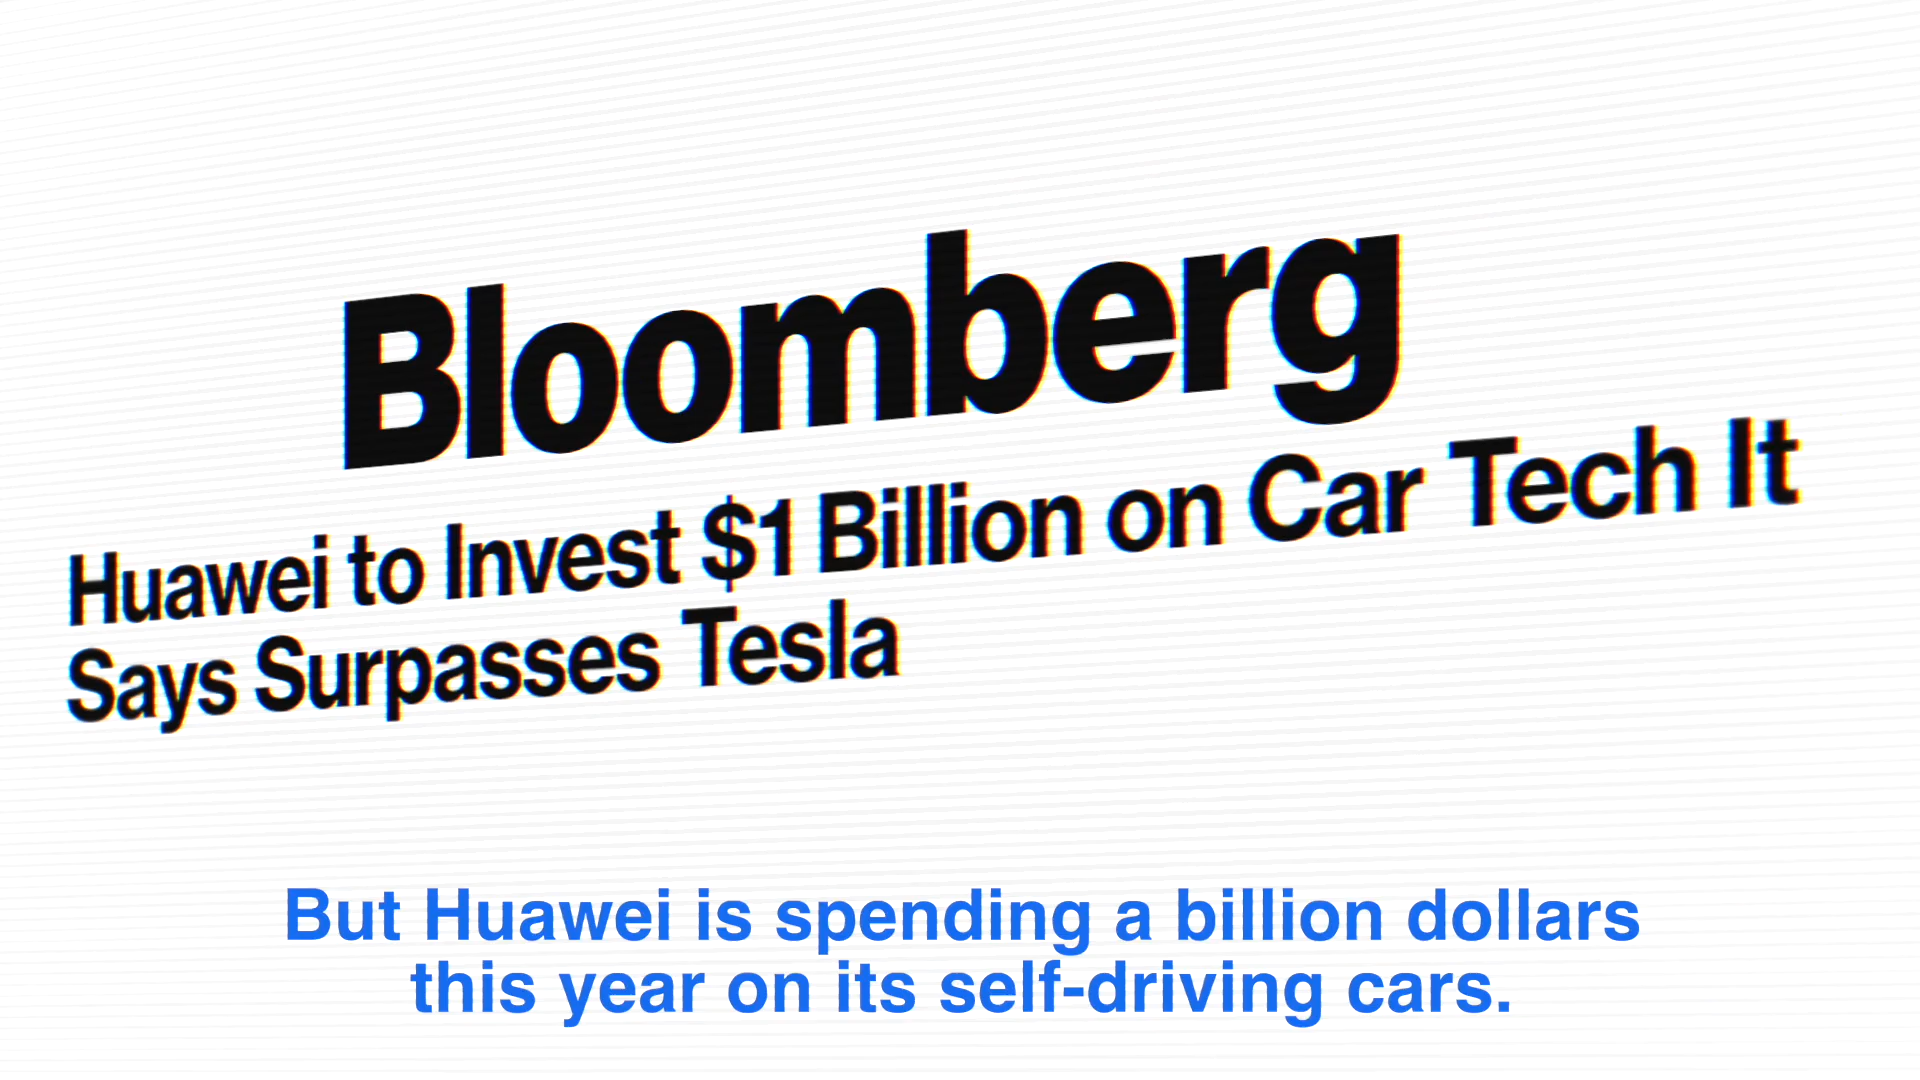 Bloomberg
Huawei to Invest $1 Billion on Car Tech It
Says Surpasses Tesla
But Huawei is spending a billion dollars
this year on its self-driving cars.